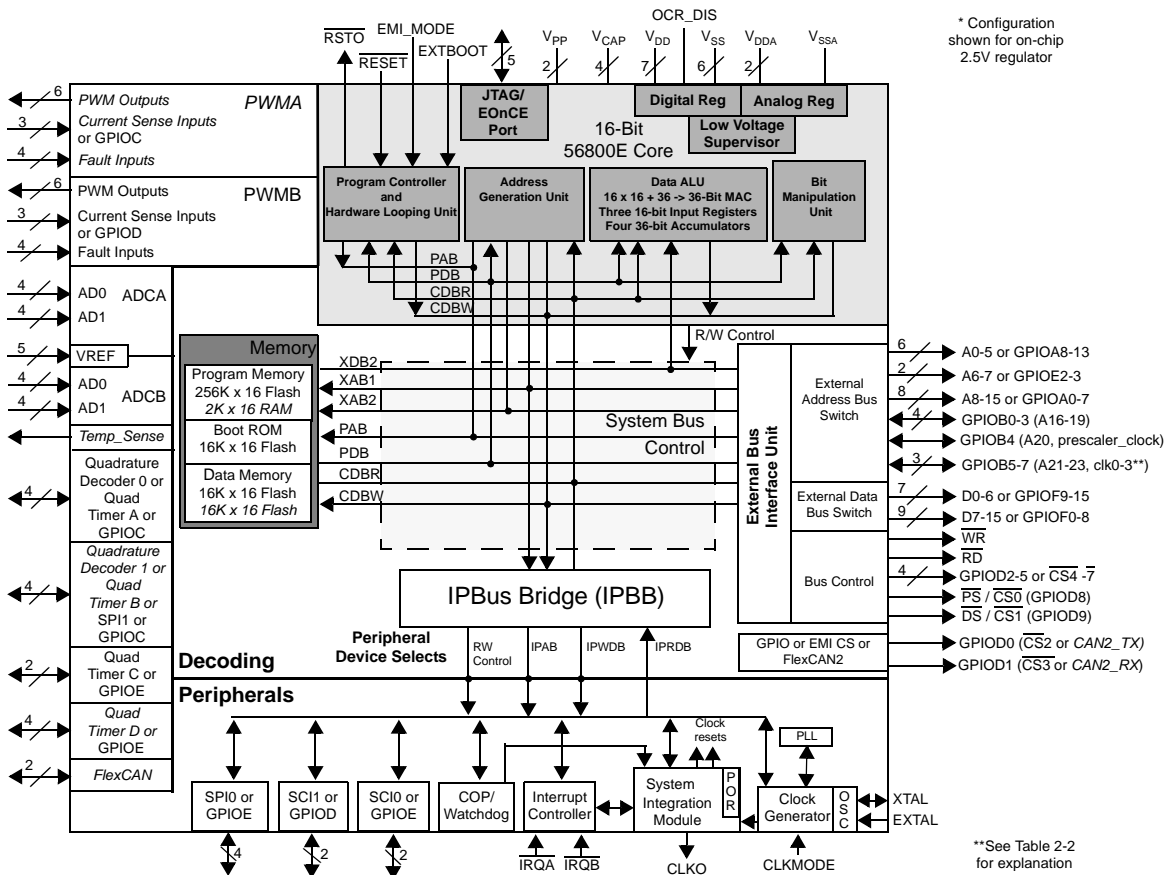 OCR_DIS
* Configuration
shown for on-chip
2.5V regulator
RSTO
EMI_MODE
RESET
EXTBOOT
5
VPP
2
VCAP
4
VDD
7
VSS
6
VDDA
2
VSSA
6
PWM Outputs
PWMA
3
Current Sense Inputs
or GPIOC
4
Fault Inputs
6
PWM Outputs
PWMB
3
Current Sense Inputs
or GPIOD
4
Fault Inputs
JTAG/
EOnCE
Port
Digital Reg
Analog Reg
Low Voltage
Supervisor
16-Bit
56800E Core
Program Controller
and
Hardware Looping Unit
Address
Generation Unit
Data ALU
16 x 16 + 36 -> 36-Bit MAC
Three 16-bit Input Registers
Four 36-bit Accumulators
Bit
Manipulation
Unit
PAB
PDB
CDBR
CDBW
4
AD0
ADCA
4
AD1
5
VREF
4
AD0
ADCB
4
AD1
Temp_Sense
4
Quadrature
Decoder 0 or
Quad
Timer A or
GPIOC
4
Quadrature
Decoder 1 or
Quad
Timer B or
SPI1 or
GPIOC
2
Quad
Timer C or
GPIOE
4
Quad
Timer D or
GPIOE
2
FlexCAN
Memory
Program Memory
256K x 16 Flash
2K x 16 RAM
Boot ROM
16K x 16 Flash
Data Memory
16K x 16 Flash
16K x 16 Flash
XDB2
XAB1
XAB2
PAB
PDB
CDBR
CDBW
R/W Control
System Bus
Control
External Bus
Interface Unit
External
Address Bus
Switch
External Data
Bus Switch
Bus Control
6
A0-5 or GPIOA8-13
2
A6-7 or GPIOE2-3
8
A8-15 or GPIOA0-7
4
GPIOB0-3 (A16-19)
GPIOB4 (A20, prescaler_clock)
3
GPIOB5-7 (A21-23, clk0-3**)
7
D0-6 or GPIOF9-15
9
D7-15 or GPIOF0-8
WR
RD
4
GPIOD2-5 or CS4 -7
PS / CS0 (GPIOD8)
DS / CS1 (GPIOD9)
GPIO or EMI CS or
FlexCAN2
GPIOD0 (CS2 or CAN2_TX)
GPIOD1 (CS3 or CAN2_RX)
IPBus Bridge (IPBB)
Peripheral
Device Selects
RW
Control
IPAB
IPWDB
IPRDB
Decoding
Peripherals
Clock
resets
PLL
SPI0 or
GPIOE
4
SCI1 or
GPIOD
2
SCI0 or
GPIOE
2
COP/
Watchdog
Interrupt
Controller
IRQA
IRQB
System
Integration
Module
POR
CLKO
Clock
Generator
OSC
CLKMODE
XTAL
EXTAL
**See Table 2-2
for explanation